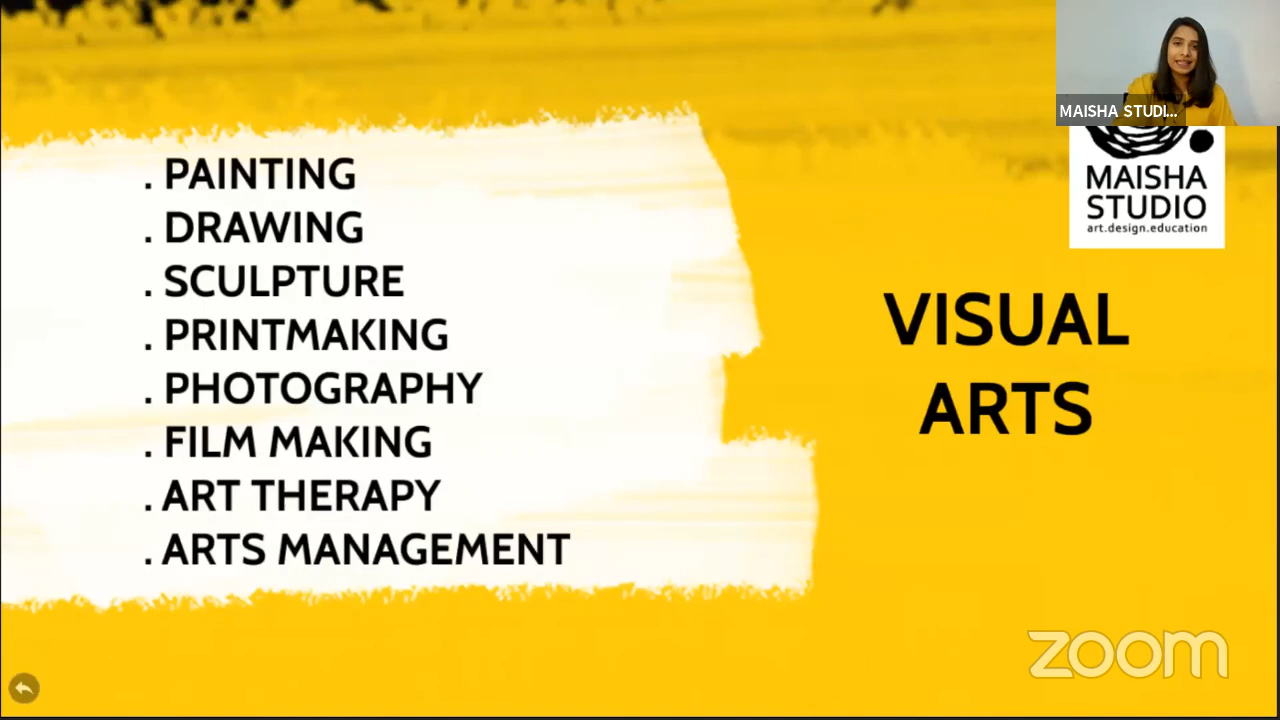 . PAINTING
. DRAWING
. SCULPTURE
. PRINTMAKING
. PHOTOGRAPHY
. FILM MAKING
. ART THERAPY
. ARTS MANAGEMENT
MAISHA STUDI...
MAISHA
STUDIO
art.design.education
VISUAL
ARTS
zoom